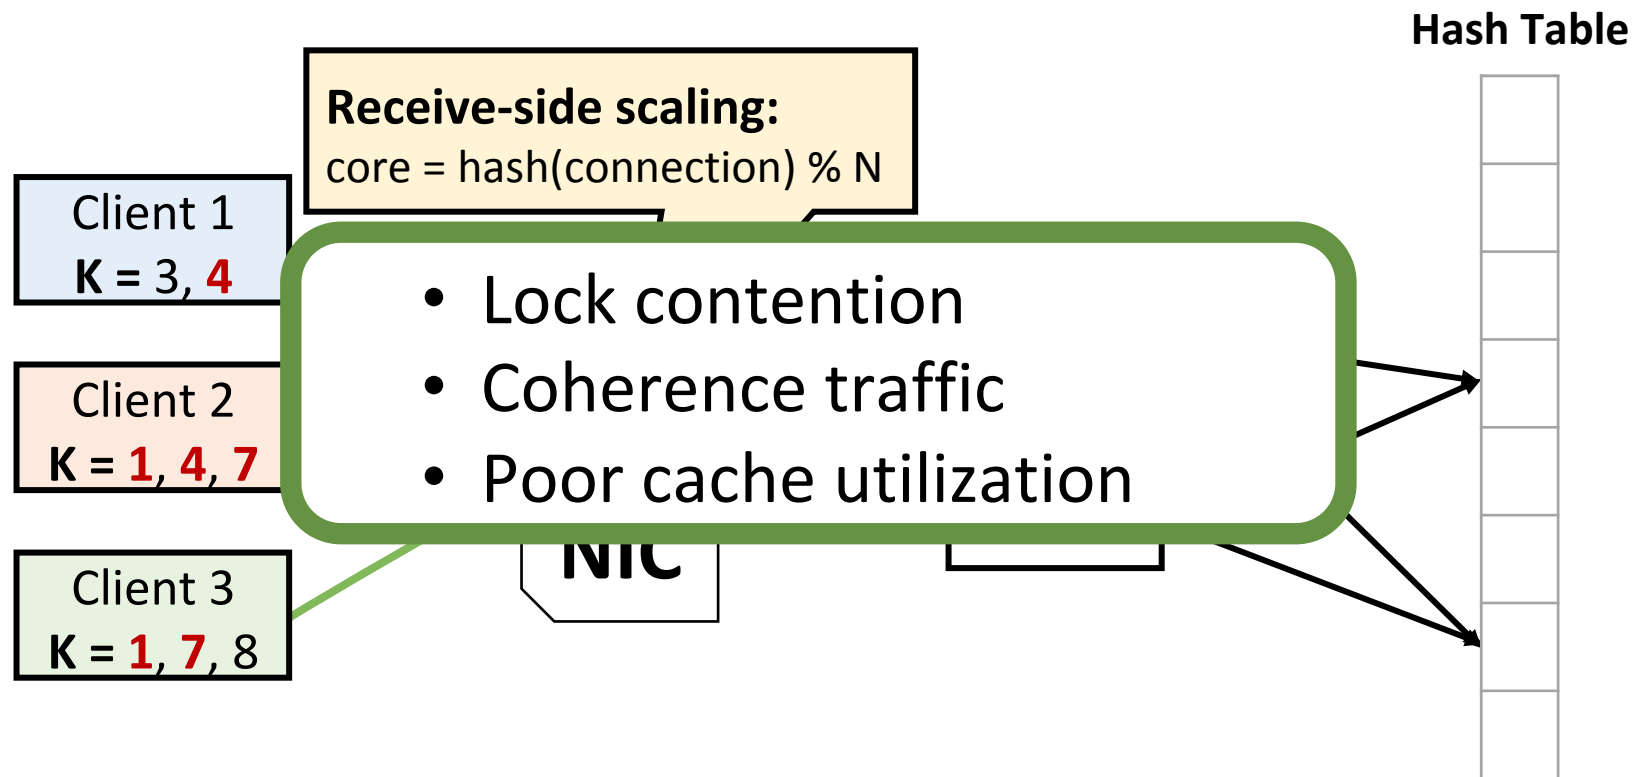 Hash Table
Receive-side scaling:
core = hash(connection) % N
Client 1
K = 3, 4
Client 2
K = 1, 4, 7
Client 3
K = 1, 7, 8
• Lock contention
• Coherence traffic
• Poor cache utilization
NIC